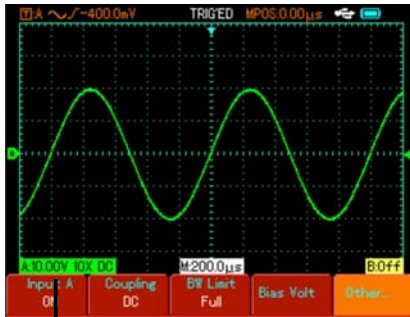 T:A -400.0mV TRIG'ED MPOS:0.00μs
D
A:10.00V 10X DC M:200.0μs B:Off
Input A Coupling BW Limit Bias Volt Other...
ON DC Full